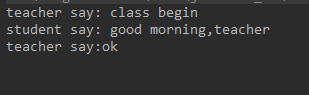 teacher say: class begin
student say: good morning,teacher
teacher say:ok